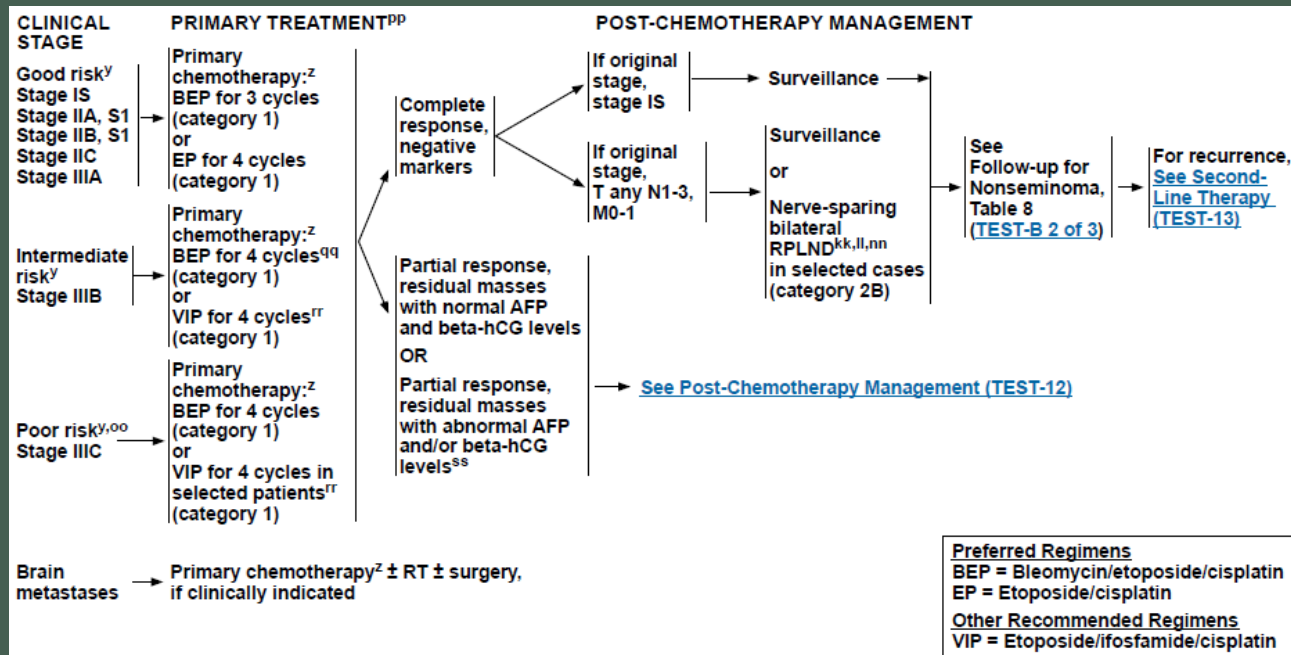 CLINICAL STAGE
PRIMARY TREATMENTpp
POST-CHEMOTHERAPY MANAGEMENT
Good risky
Stage IS
Stage IIA, S1
Stage IIB, S1
Stage IIC
Stage IIIA
Primary
chemotherapy:z
BEP for 3 cycles
(category 1)
or
EP for 4 cycles
(category 1)
Intermediate
risky
Stage IIIB
Primary
chemotherapy:z
BEP for 4 cyclesqq
(category 1)
or
VIP for 4 cyclesrr
(category 1)
Poor risky,oo
Stage IIIC
Primary
chemotherapy:z
BEP for 4 cycles
(category 1)
or
VIP for 4 cycles in
selected patientsrr
(category 1)
Brain
metastases
Primary chemotherapyz ± RT ± surgery,
if clinically indicated
Complete
response,
negative
markers
If original
stage,
stage IS
Surveillance
If original
stage,
T any N1-3,
M0-1
Surveillance
or
Nerve-sparing
bilateral
RPLNDkk,ll,nn
in selected cases
(category 2B)
See
Follow-up for
Nonseminoma,
Table 8
(TEST-B 2 of 3)
For recurrence,
See Second-
Line Therapy
(TEST-13)
Partial response,
residual masses
with normal AFP
and beta-hCG levels
OR
Partial response,
residual masses
with abnormal AFP
and/or beta-hCG
levelsss
See Post-Chemotherapy Management (TEST-12)
Preferred Regimens
BEP = Bleomycin/etoposide/cisplatin
EP = Etoposide/cisplatin
Other Recommended Regimens
VIP = Etoposide/ifosfamide/cisplatin